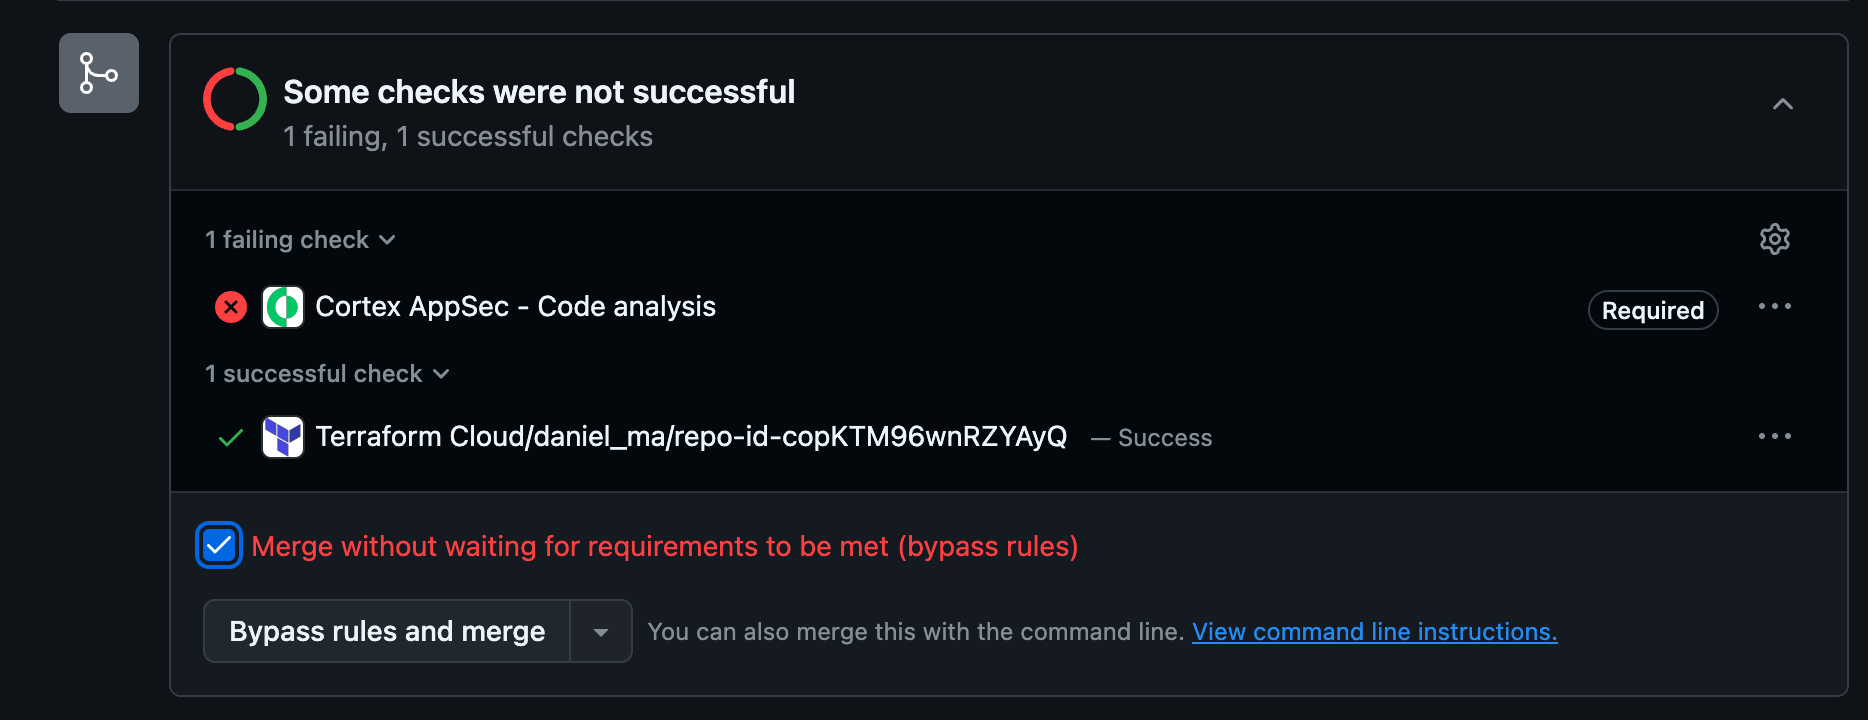 Some checks were not successful
1 failing, 1 successful checks
1 failing check
Cortex AppSec - Code analysis
Required
1 successful check
Terraform Cloud/daniel_ma/repo-id-copKTM96wnRZYAyQ — Success
Merge without waiting for requirements to be met (bypass rules)
Bypass rules and merge
You can also merge this with the command line. View command line instructions.